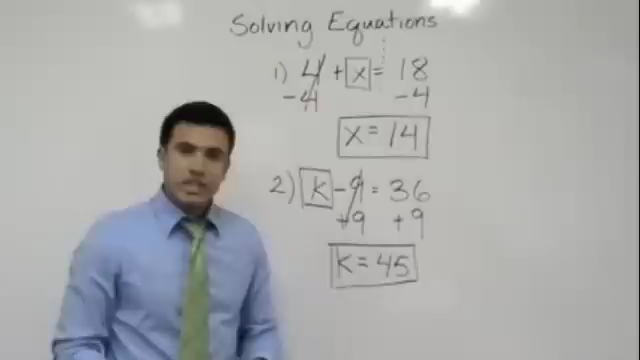 Solving Equations
1) 4 + x = 18
-4 -4
x = 14
2) k - 9 = 36
+9 +9
k = 45